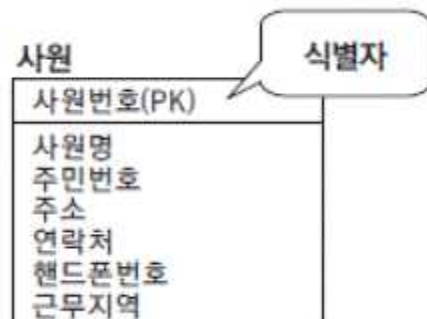 사원
식별자
사원번호(PK)
사원명
주민번호
주소
연락처
핸드폰번호
근무지역